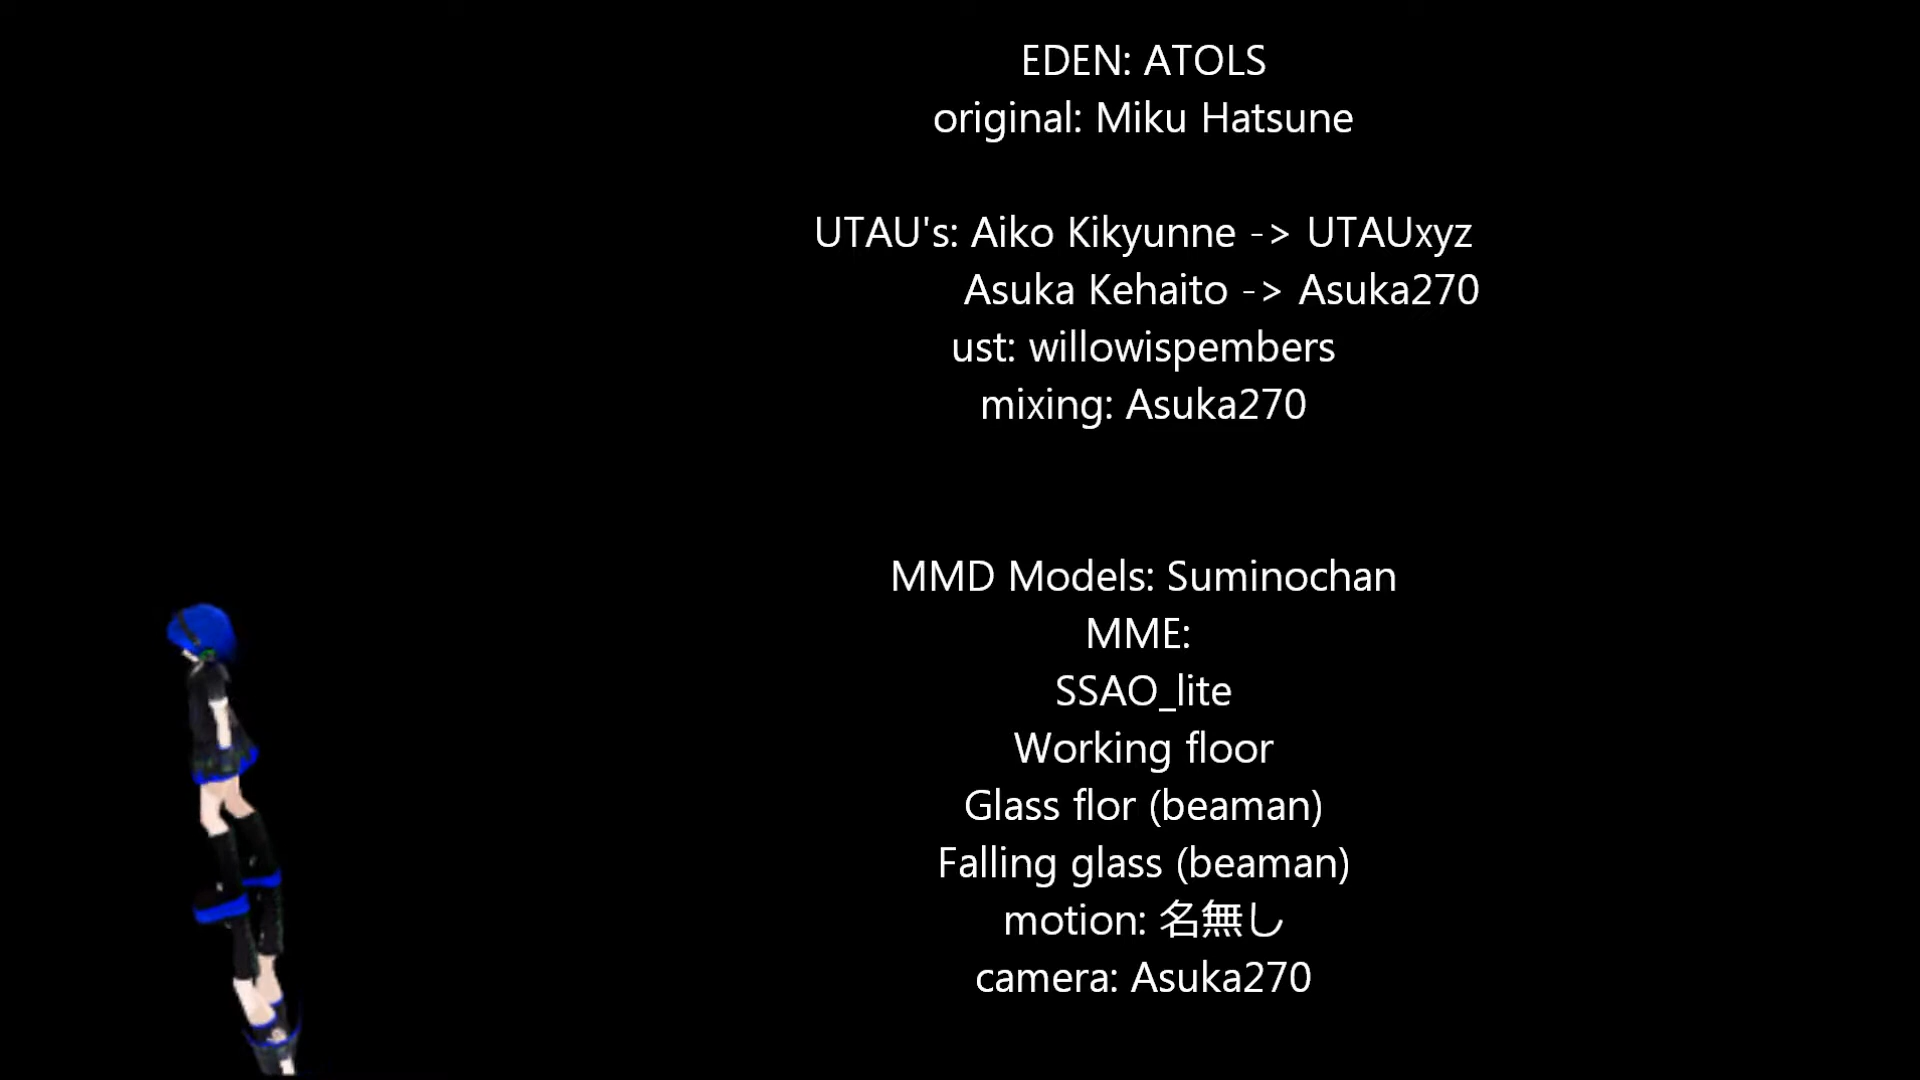 EDEN: ATOLS
original: Miku Hatsune
UTAU's: Aiko Kikyunne -> UTAUxyz
Asuka Kehaito -> Asuka270
ust: willowispembers
mixing: Asuka270
MMD Models: Suminochan
MME:
SSAO_lite
Working floor
Glass flor (beaman)
Falling glass (beaman)
motion: 名無し
camera: Asuka270